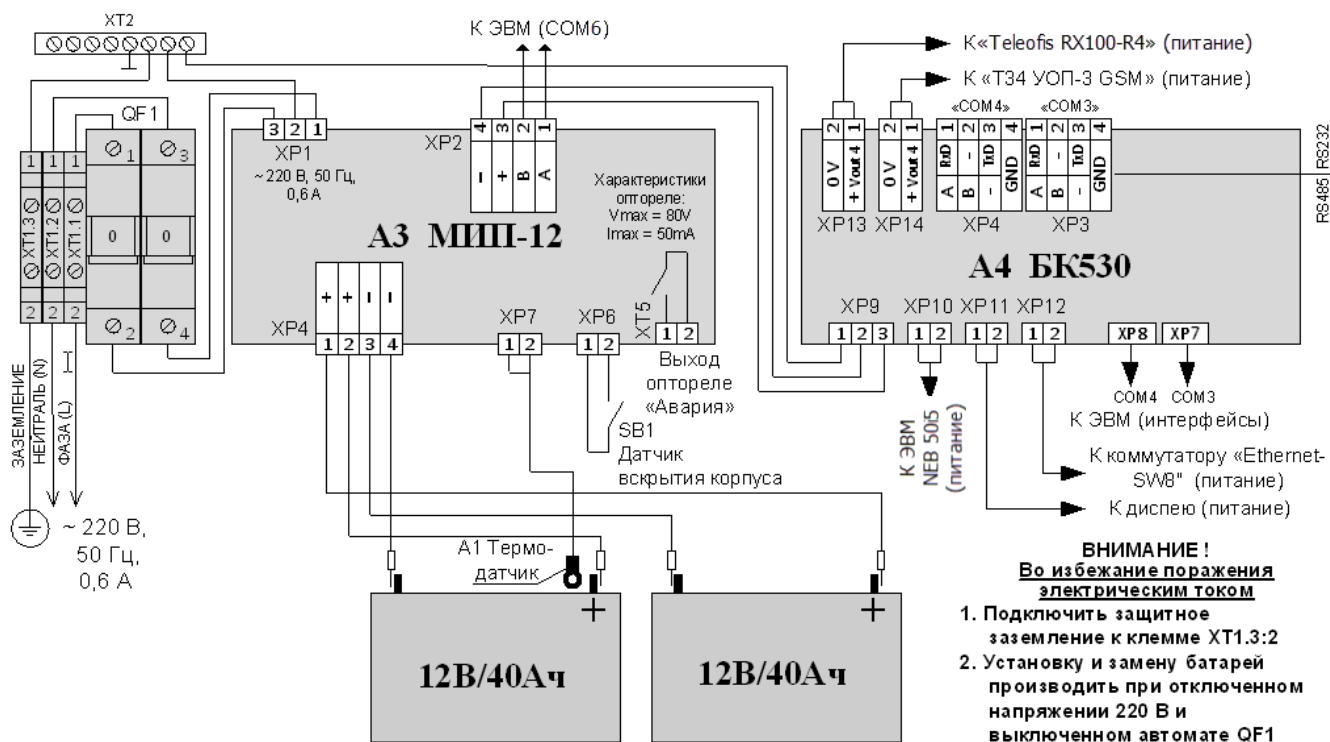 XT2
К ЭВМ (COM6)
К«Teleofis RX100-R4» (питание)
К «T34 УОП-3 GSM» (питание)
QF1
3 2 1
XP1
~ 220 В, 50 Гц,
0,6 А
XP2
4 3 2 1
– + B A
Характеристики
оптореле:
Vmax = 80V
Imax = 50mA
А3 МИП-12
«COM4» «COM3»
2 1
0 V + Vout 4
XP13
2 1
0 V + Vout 4
XP14
1 2 3 4
RxD - TxD GND
A B -
XP4
1 2 3 4
RxD - TxD GND
A B -
XP3
RS485 RS232
А4 БК530
1 1 1
XT1.3 XT1.2 XT1.1
2 2 2
1 3
0 0
2 4
+ + – –
XP4
1 2 3 4
XP7
1 2
XP6
1 2
XT5
1 2
Выход
оптореле
«Авария»
XP9
1 2 3
XP10
1 2
XP11
1 2
XP12
1 2
XP8 XP7
COM4 COM3
К ЭВМ (интерфейсы)
ЗАЗЕМЛЕНИЕ
НЕЙТРАЛЬ (N)
ФАЗА (L)
~ 220 В,
50 Гц,
0,6 А
SB1
Датчик
вскрытия корпуса
К ЭВМ
NEB 50i5
(питание)
К коммутатору «Ethernet-
SW8" (питание)
К диспею (питание)
А1 Термо-
датчик
+
12В/40Ач
+
12В/40Ач
ВНИМАНИЕ !
Во избежание поражения
электрическим током
1. Подключить защитное
заземление к клемме XT1.3:2
2. Установку и замену батарей
производить при отключенном
напряжении 220 В и
выключенном автомате QF1